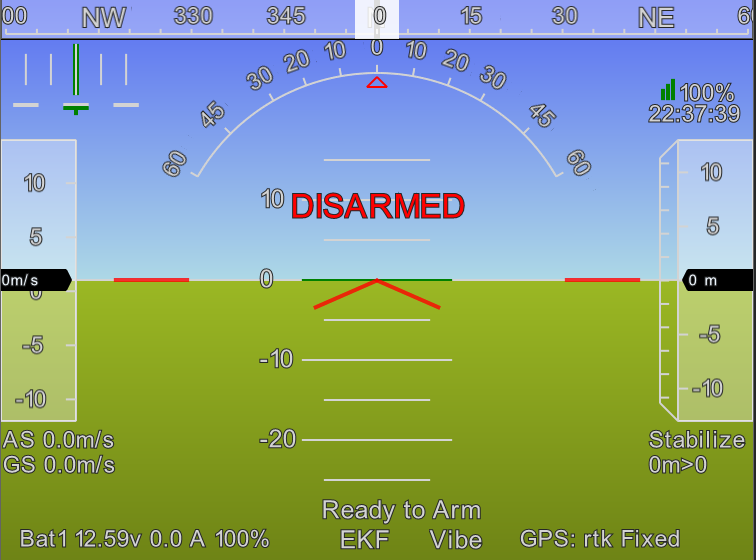 00 NW 330 345 0 15 30 NE 60
60 45 30 20 10 0 10 20 30 45 60
100%
22:37:39
10
5
0m/s
0
-5
-10
10
DISARMED
0
-10
-20
10
5
0 m
-5
-10
AS 0.0m/s
GS 0.0m/s
Stabilize
0m>0
Ready to Arm
Bat1 12.59v 0.0 A 100%
EKF
Vibe
GPS: rtk Fixed